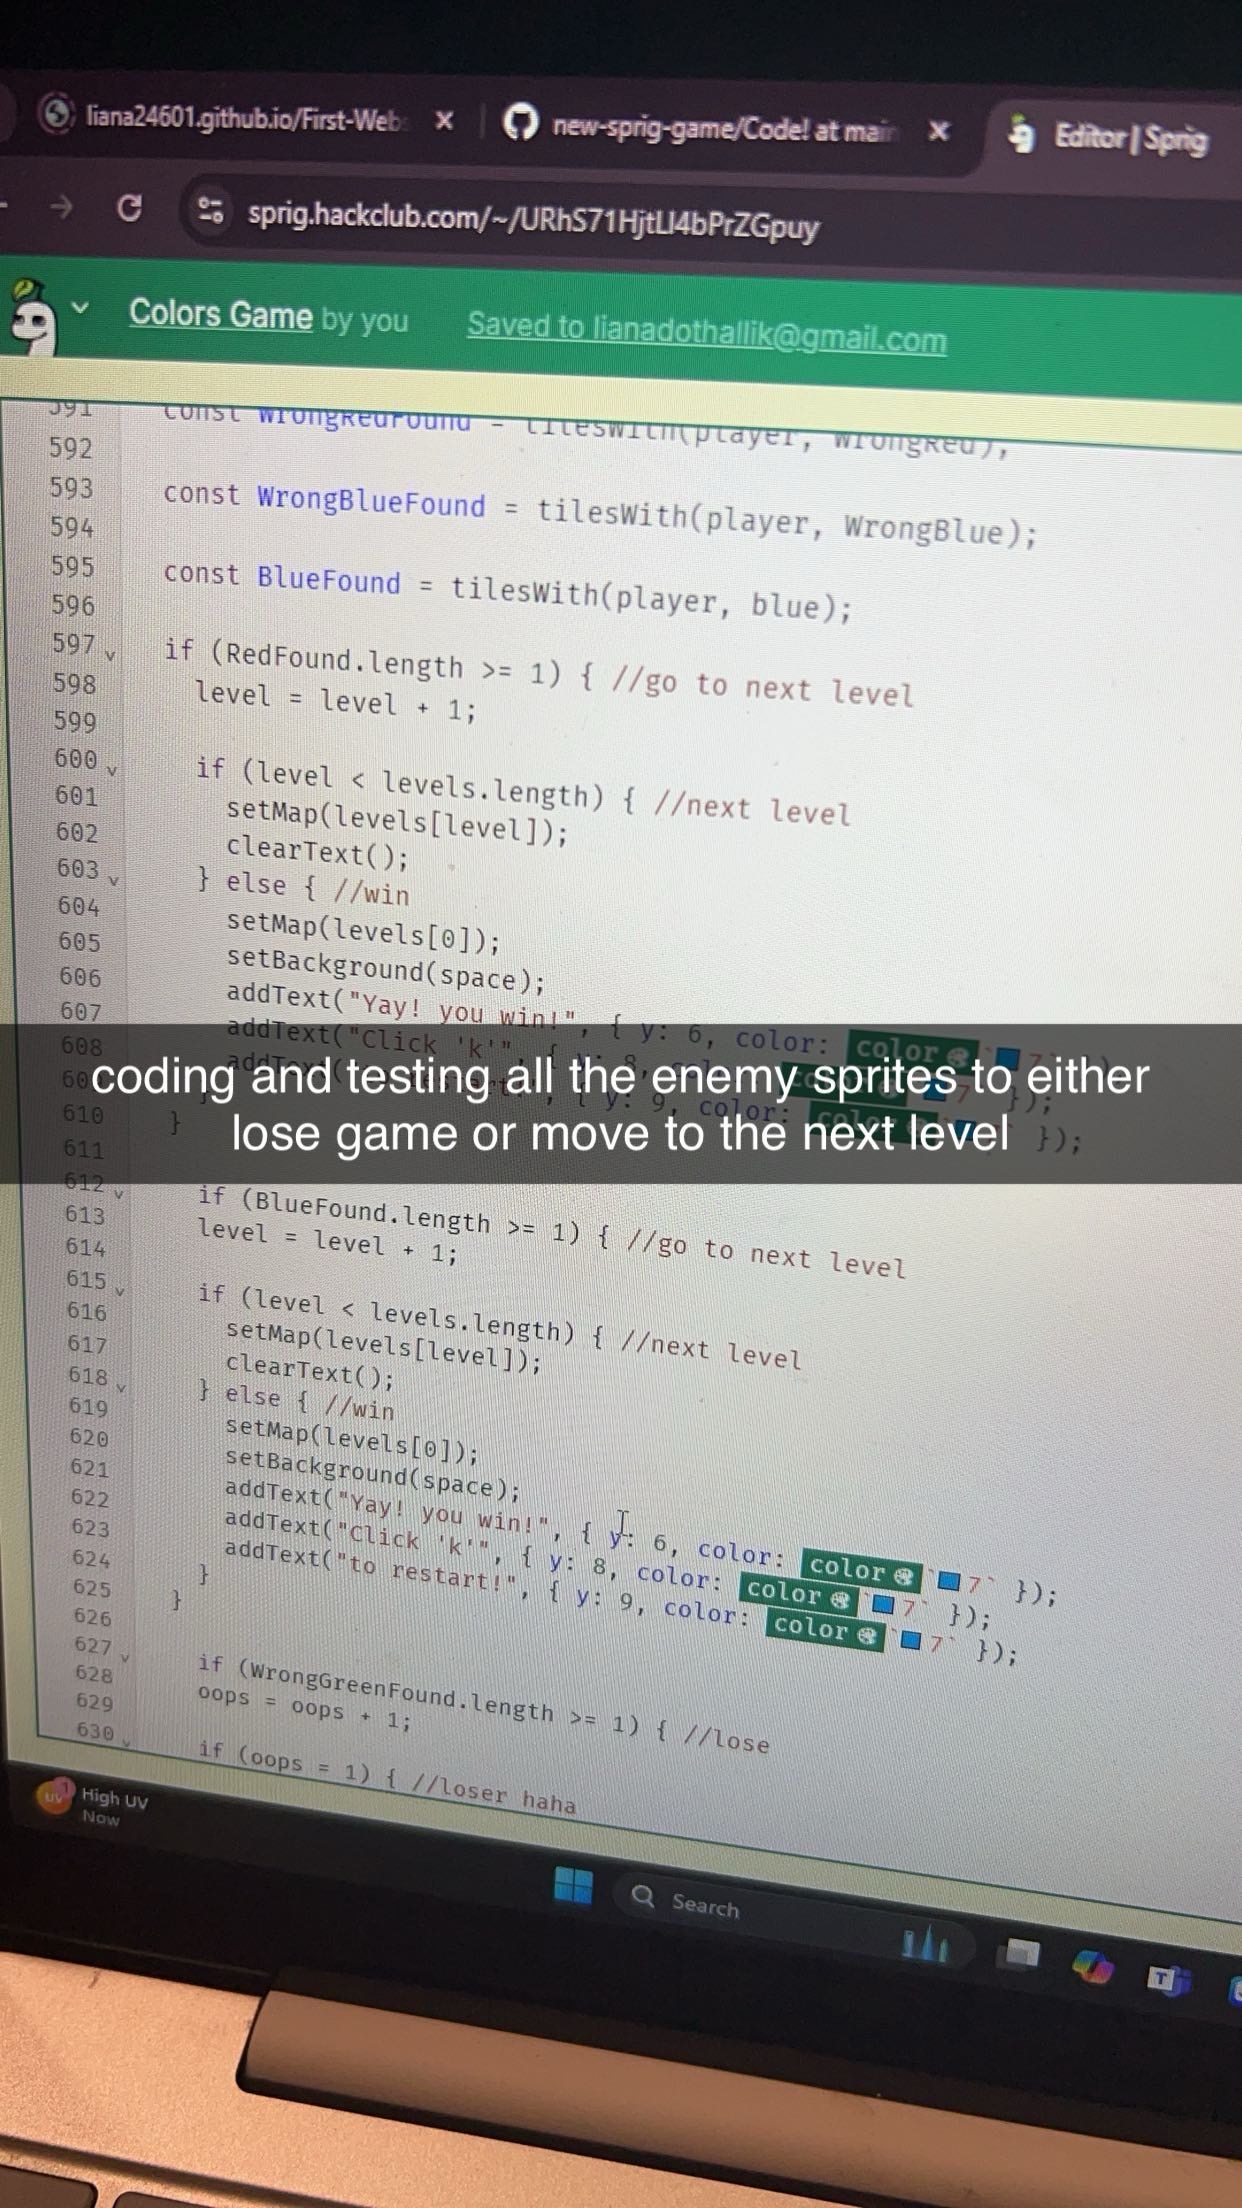 liana24601.github.io/First-Web
new-sprig-game/Code! at main
Editor | Sprig
sprig.hackclub.com/~/
Colors Game by you
Saved to lianadothallik@gmail.com
591 const WrongRedFound = tilesWith(player, WrongRed);
592
593 const WrongBlueFound = tilesWith(player, WrongBlue);
594
595 const BlueFound = tilesWith(player, blue);
596
597 if (RedFound.length >= 1) { //go to next level
598 level = level + 1;
599
600 if (level < levels.length) { //next level
601 setMap(levels[level]);
602 clearText();
603 } else { //win
604 setMap(levels[0]);
605 setBackground(space);
606 addText("Yay! you win!", { y: 6, color: color`7` });
607 addText("Click 'k'", { y: 8, color: color`7` });
608 addText( , { y: 9, color: color`7` });
coding and testing all the enemy sprites to either
lose game or move to the next level
610 }
611
612 if (BlueFound.length >= 1) { //go to next level
613 level = level + 1;
614
615 if (level < levels.length) { //next level
616 setMap(levels[level]);
617 clearText();
618 } else { //win
619 setMap(levels[0]);
620 setBackground(space);
621 addText("Yay! you win!", { y: 6, color: color`7` });
622 addText("Click 'k'", { y: 8, color: color`7` });
623 addText("to restart!", { y: 9, color: color`7` });
624 }
625 }
626
627 if (WrongGreenFound.length >= 1) { //lose
628 oops = oops + 1;
629
630 if (oops = 1) { //loser haha
UV
1
High UV
Now
Search
T